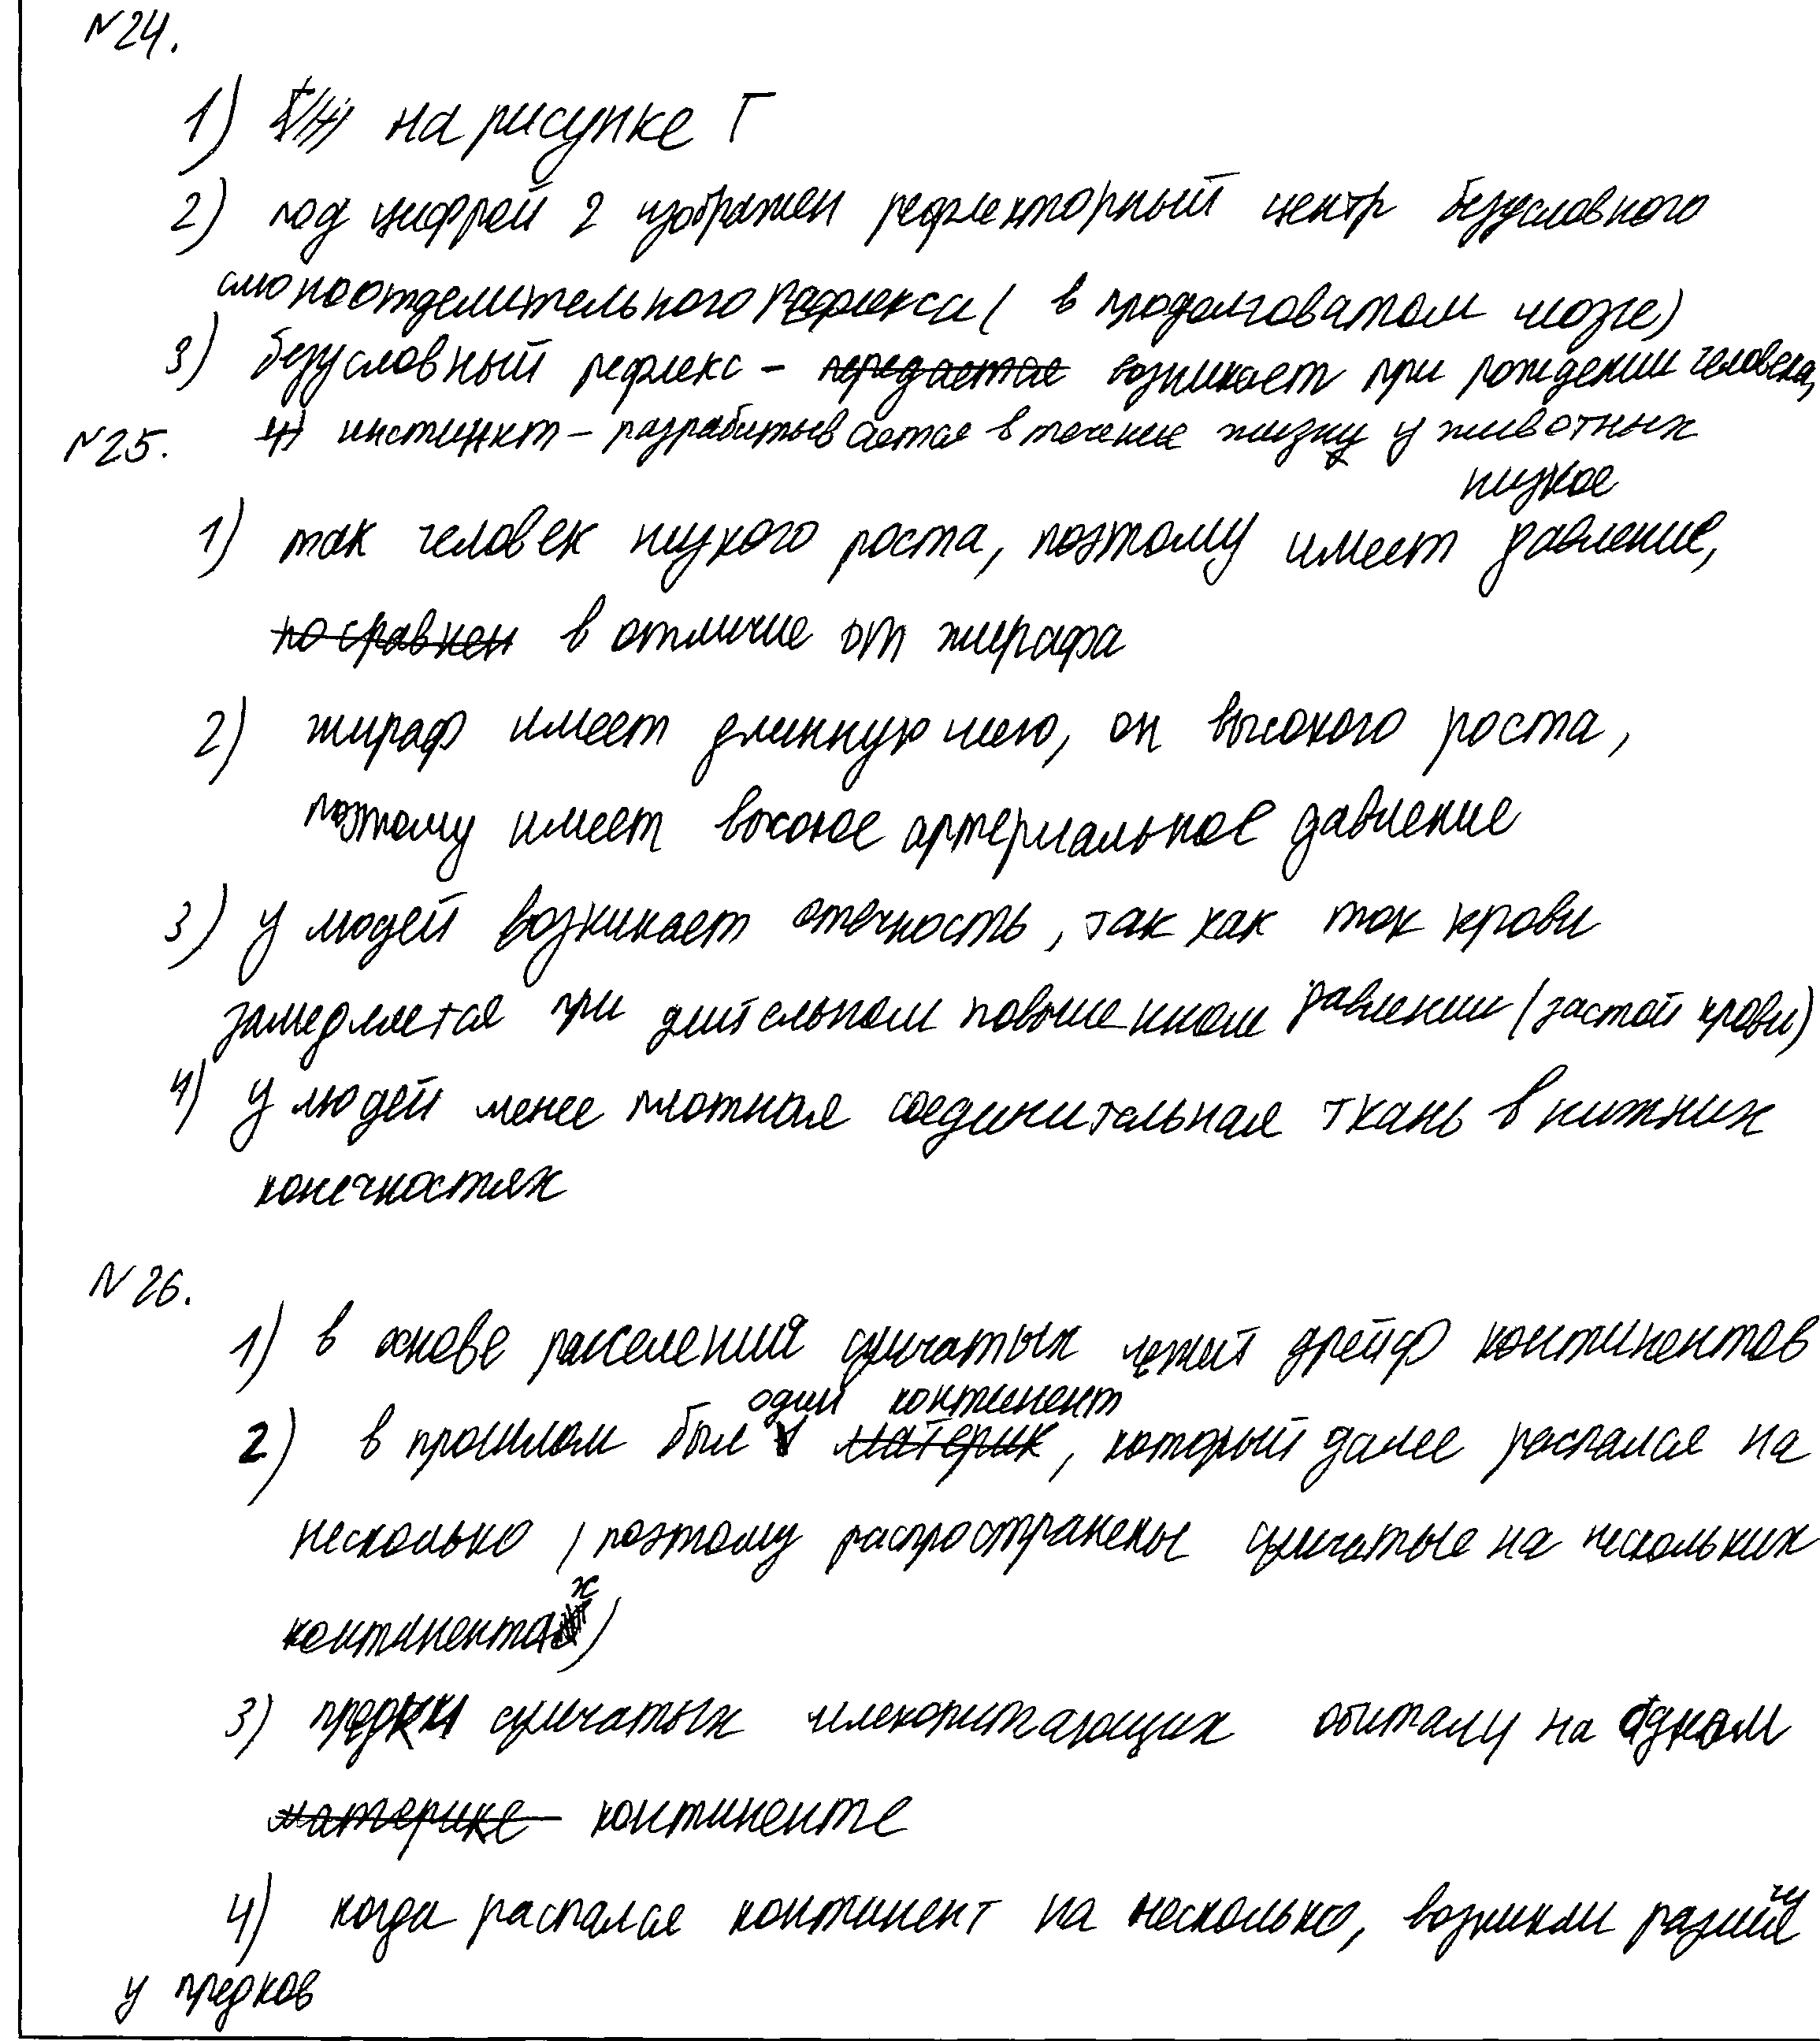 N24.
1) на рисунке Г
2) под цифрой 2 изображен рефлекторный центр безусловного
слюноотделительного рефлекса ( в продолговатом мозге)
3) безусловный рефлекс – передается возникает при рождении человека,
N25. 4) инстинкт – разрабатывается в течение жизни у животных
низкое
1) так человек низкого роста, поэтому имеет давление,
по сравнен в отличие от жирафа
2) жираф имеет длинную шею, он высокого роста,
поэтому имеет высокое артериальное давление
3) у людей возникает отечность, так как ток крови
замедляется при длительном повышенном давлении (застой крови)
4) у людей менее плотная соединительная ткань в нижних
конечностях
N26.
1) в основе расселения сумчатых лежит дрейф континентов
один континент
2) в прошлом был материк, который далее распался на
несколько (поэтому распространены сумчатые на нескольких
континентах)
3) предки сумчатых млекопитающих обитали на одном
материке континенте
4) когда распался континент на несколько, возникли
у предков